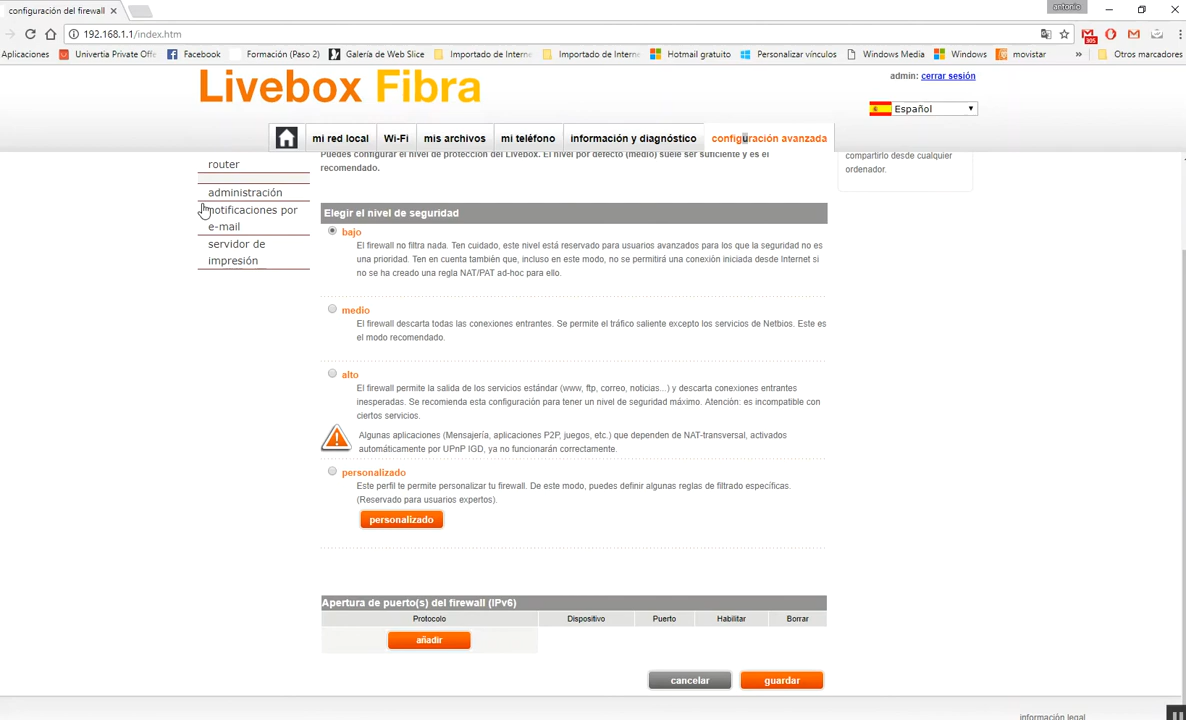 configuración del firewall
antonio
192.168.1.1/index.htm
Aplicaciones Univertia Private Offi Facebook Formación (Paso 2) Galería de Web Slice Importado de Intern Importado de Intern Hotmail gratuito Personalizar vínculos Windows Media Windows movistar » Otros marcadores
305
Livebox Fibra
admin: cerrar sesión
Español
mi red local Wi-Fi mis archivos mi teléfono información y diagnóstico configuración avanzada
router
administración
notificaciones por
e-mail
servidor de
impresión
Puedes configurar el nivel de protección del Livebox. El nivel por defecto (medio) suele ser suficiente y es el
recomendado.
compartirlo desde cualquier
ordenador.
Elegir el nivel de seguridad
bajo
El firewall no filtra nada. Ten cuidado, este nivel está reservado para usuarios avanzados para los que la seguridad no es
una prioridad. Ten en cuenta también que, incluso en este modo, no se permitirá una conexión iniciada desde Internet si
no se ha creado una regla NAT/PAT ad-hoc para ello.
medio
El firewall descarta todas las conexiones entrantes. Se permite el tráfico saliente excepto los servicios de Netbios. Este es
el modo recomendado.
alto
El firewall permite la salida de los servicios estándar (www, ftp, correo, noticias...) y descarta conexiones entrantes
inesperadas. Se recomienda esta configuración para tener un nivel de seguridad máximo. Atención: es incompatible con
ciertos servicios.
Algunas aplicaciones (Mensajería, aplicaciones P2P, juegos, etc.) que dependen de NAT-transversal, activados
automáticamente por UPnP IGD, ya no funcionarán correctamente.
personalizado
Este perfil te permite personalizar tu firewall. De este modo, puedes definir algunas reglas de filtrado específicas.
(Reservado para usuarios expertos).
personalizado
Apertura de puerto(s) del firewall (IPv6)
Protocolo Dispositivo Puerto Habilitar Borrar
añadir
cancelar guardar
información legal